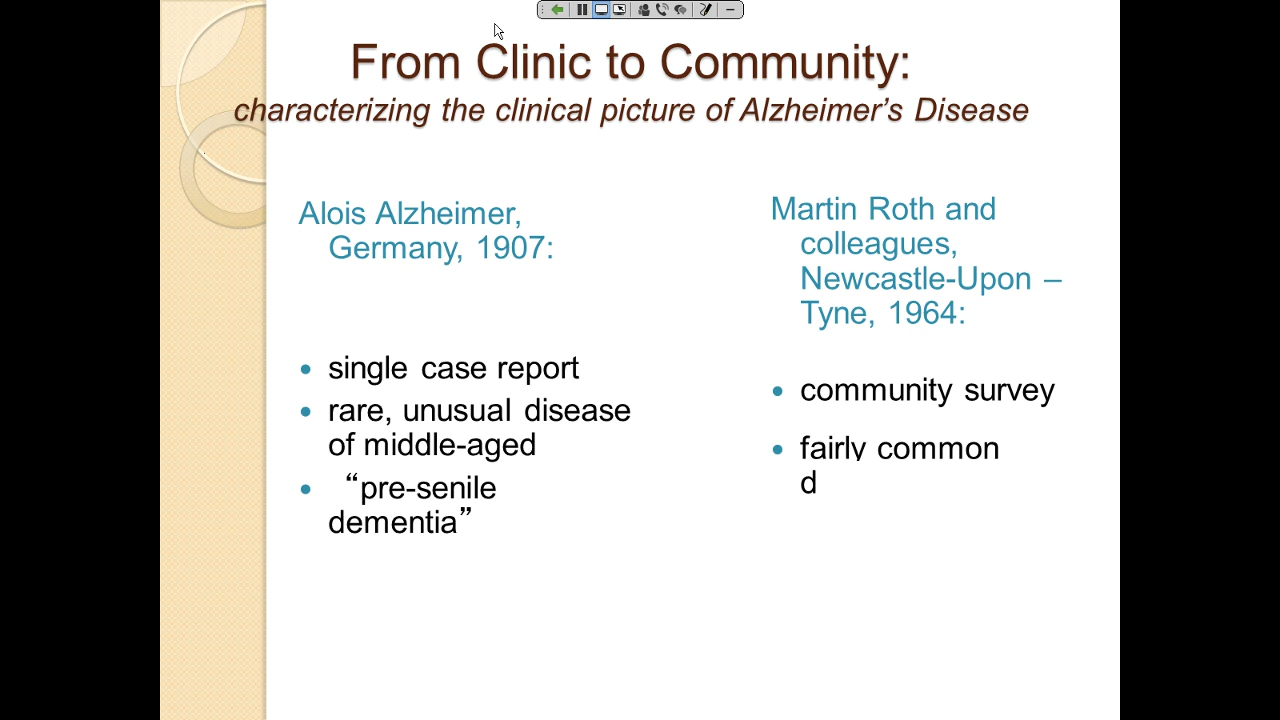 From Clinic to Community:
characterizing the clinical picture of Alzheimer’s Disease
Alois Alzheimer,
Germany, 1907:
• single case report
• rare, unusual disease
of middle-aged
• “pre-senile
dementia”
Martin Roth and
colleagues,
Newcastle-Upon –
Tyne, 1964:
• community survey
• fairly common
d